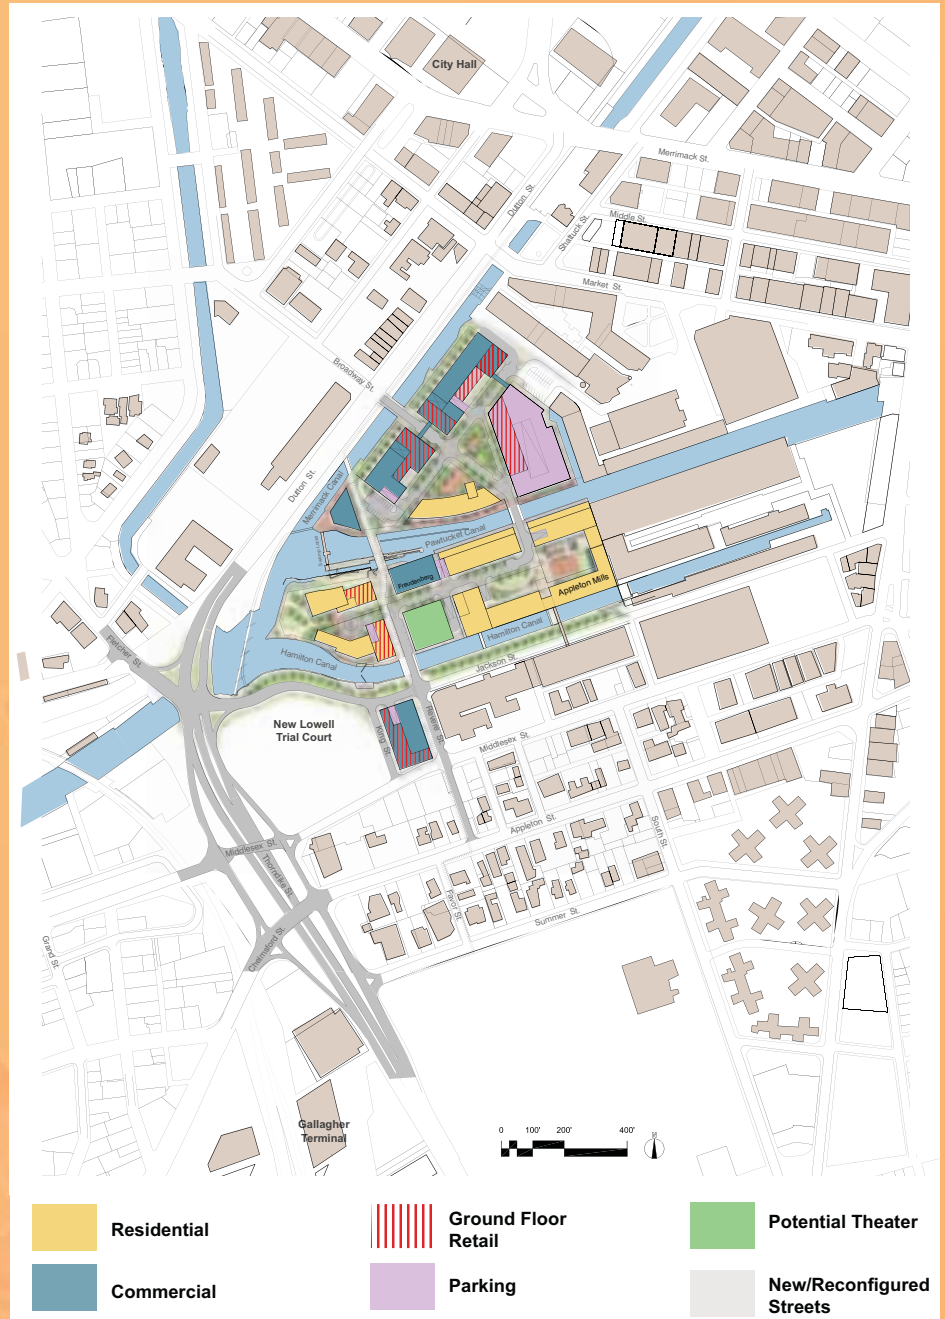 City Hall
Merrimack St.
Dutton St.
Middle St.
Shattuck St.
Market St.
Broadway St.
Dutton St.
Merrimack Canal
Pawtucket Canal
Freudenberg
Appleton Mills
Hamilton Canal
Hamilton Canal
Jackson St.
Fletcher St.
New Lowell
Trial Court
King St.
Revere St.
Middlesex St.
Appleton St.
South St.
Middlesex St.
Thorndike St.
Favor St.
Summer St.
Chelmsford St.
Grand St.
Gallagher
Terminal
0 100' 200' 400'
N
Residential
Commercial
Ground Floor
Retail
Parking
Potential Theater
New/Reconfigured
Streets